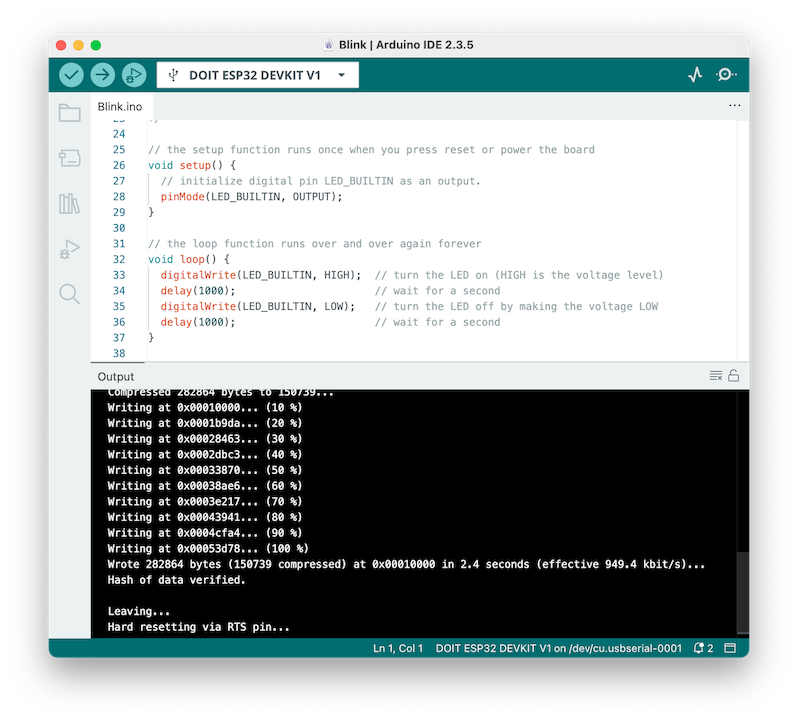 Blink | Arduino IDE 2.3.5
DOIT ESP32 DEVKIT V1
Blink.ino
24
25 // the setup function runs once when you press reset or power the board
26 void setup() {
27 // initialize digital pin LED_BUILTIN as an output.
28 pinMode(LED_BUILTIN, OUTPUT);
29 }
30
31 // the loop function runs over and over again forever
32 void loop() {
33 digitalWrite(LED_BUILTIN, HIGH); // turn the LED on (HIGH is the voltage level)
34 delay(1000); // wait for a second
35 digitalWrite(LED_BUILTIN, LOW); // turn the LED off by making the voltage LOW
36 delay(1000); // wait for a second
37 }
38
Output
Compressed 282864 bytes to 150739...
Writing at 0x00010000... (10 %)
Writing at 0x0001b9da... (20 %)
Writing at 0x00028463... (30 %)
Writing at 0x0002dbc3... (40 %)
Writing at 0x00033870... (50 %)
Writing at 0x00038ae6... (60 %)
Writing at 0x0003e217... (70 %)
Writing at 0x00043941... (80 %)
Writing at 0x0004cfa4... (90 %)
Writing at 0x00053d78... (100 %)
Wrote 282864 bytes (150739 compressed) at 0x00010000 in 2.4 seconds (effective 949.4 kbit/s)...
Hash of data verified.

Leaving...
Hard resetting via RTS pin...
Ln 1, Col 1 DOIT ESP32 DEVKIT V1 on /dev/cu.usbserial-0001 2